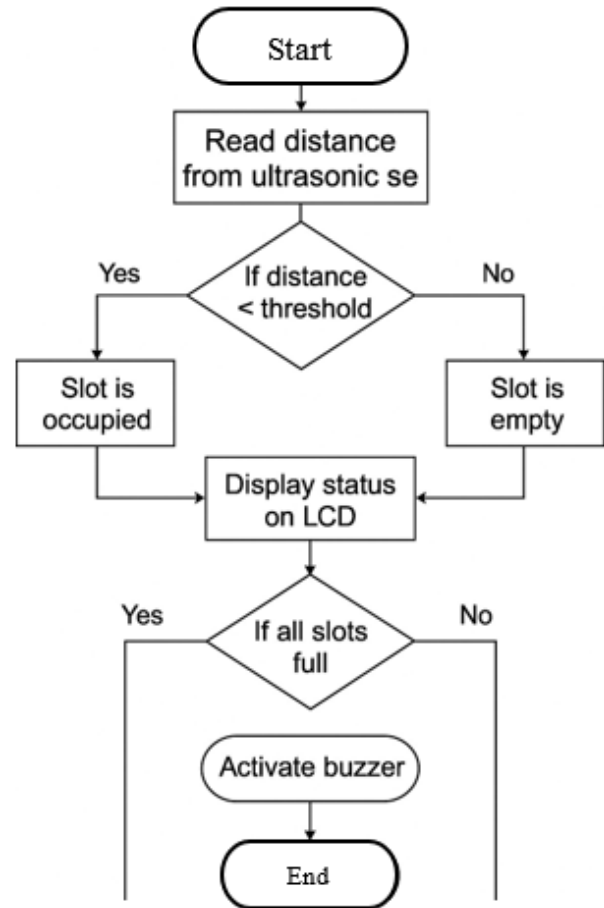 Start
Read distance
from ultrasonic se
If distance
< threshold
Yes
No
Slot is
occupied
Slot is
empty
Display status
on LCD
If all slots
full
Yes
No
Activate buzzer
End